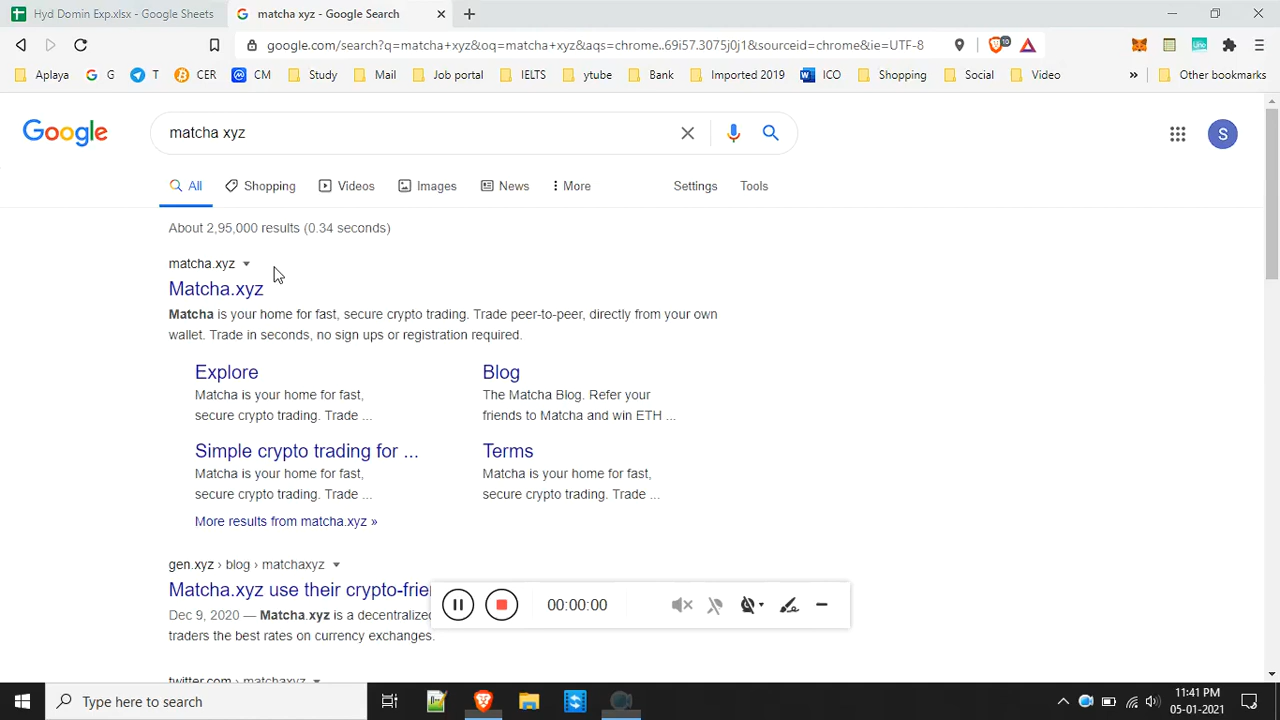 Hyd Domin Exp.xlsx - Google Sheets
matcha xyz - Google Search
google.com/search?q=matcha+xyz&oq=matcha+xyz&aqs=chrome..69i57.3075j0j1&sourceid=chrome&ie=UTF-8
10
Uno
Aplaya G G T CER CM Study Mail Job portal IELTS ytube Bank Imported 2019 ICO Shopping Social Video » Other bookmarks
Google
matcha xyz
S
All Shopping Videos Images News More Settings Tools
About 2,95,000 results (0.34 seconds)
matcha.xyz
Matcha.xyz
Matcha is your home for fast, secure crypto trading. Trade peer-to-peer, directly from your own
wallet. Trade in seconds, no sign ups or registration required.
Explore
Matcha is your home for fast,
secure crypto trading. Trade ...
Blog
The Matcha Blog. Refer your
friends to Matcha and win ETH ...
Simple crypto trading for ...
Matcha is your home for fast,
secure crypto trading. Trade ...
Terms
Matcha is your home for fast,
secure crypto trading. Trade ...
More results from matcha.xyz »
gen.xyz › blog › matchaxyz
Matcha.xyz use their crypto-frie
Dec 9, 2020 — Matcha.xyz is a decentralized
traders the best rates on currency exchanges.
00:00:00
twitter.com › matchaxyz
Type here to search
11:41 PM
05-01-2021